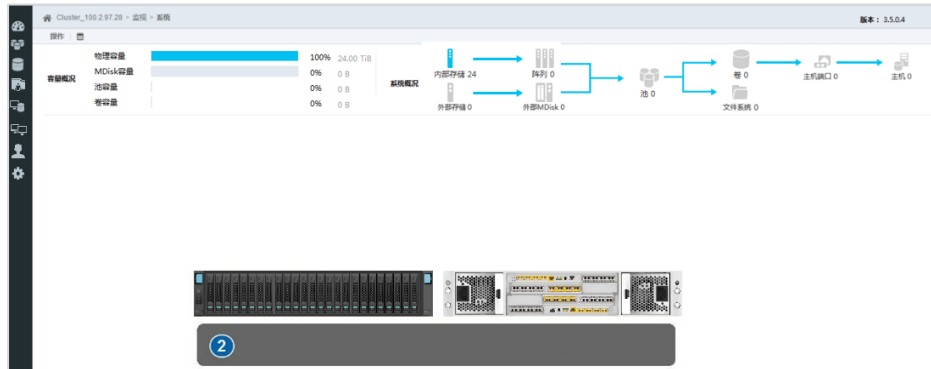 Cluster_100.2.97.28 > 监视 > 系统
版本： 3.5.0.4
操作
容量概况
物理容量 100% 24.00 TiB
MDisk容量 0% 0 B
池容量 0% 0 B
卷容量 0% 0 B
系统概况
内部存储 24
阵列 0
外部存储 0
外部MDisk 0
池 0
卷 0
文件系统 0
主机端口 0
主机 0
2